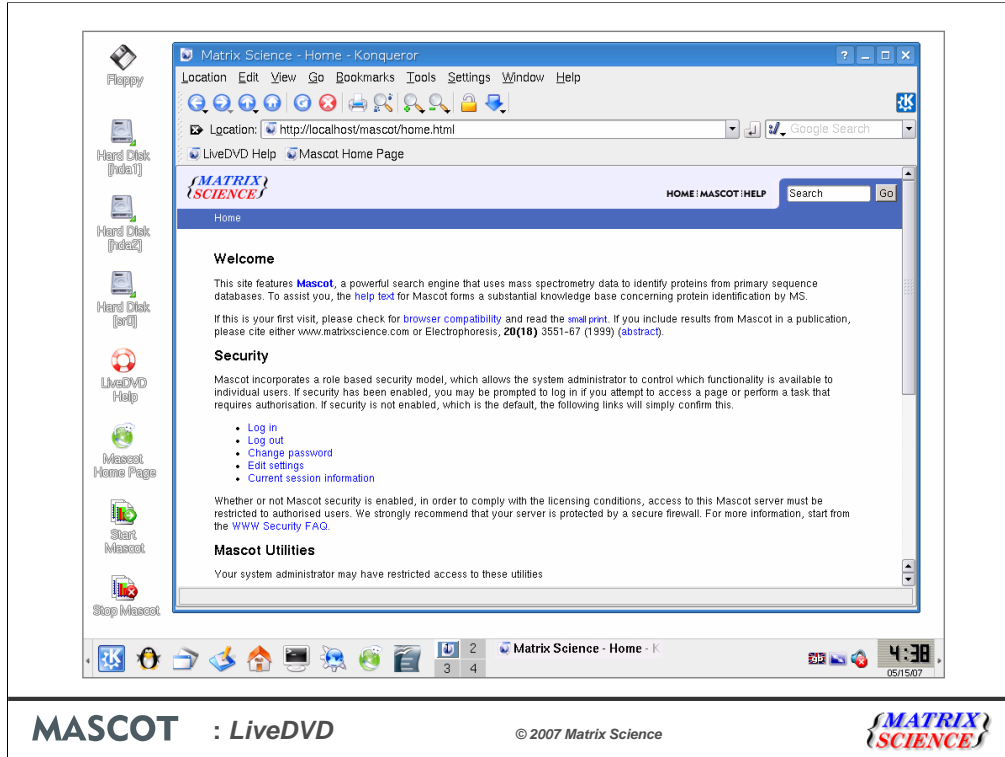 Floppy
Hard Disk
[hda1]
Hard Disk
[hda2]
Hard Disk
[sr0]
LiveDVD
Help
Mascot
Home Page
Start
Mascot
Stop Mascot
Matrix Science - Home - Konqueror
Location Edit View Go Bookmarks Tools Settings Window Help
Location: http://localhost/mascot/home.html Google Search
LiveDVD Help Mascot Home Page
{MATRIX}
{SCIENCE}
HOME : MASCOT : HELP Search Go
Home
Welcome
This site features Mascot, a powerful search engine that uses mass spectrometry data to identify proteins from primary sequence
databases. To assist you, the help text for Mascot forms a substantial knowledge base concerning protein identification by MS.
If this is your first visit, please check for browser compatibility and read the small print. If you include results from Mascot in a publication,
please cite either www.matrixscience.com or Electrophoresis, 20(18) 3551-67 (1999) (abstract).
Security
Mascot incorporates a role based security model, which allows the system administrator to control which functionality is available to
individual users. If security has been enabled, you may be prompted to log in if you attempt to access a page or perform a task that
requires authorisation. If security is not enabled, which is the default, the following links will simply confirm this.
• Log in
• Log out
• Change password
• Edit settings
• Current session information
Whether or not Mascot security is enabled, in order to comply with the licensing conditions, access to this Mascot server must be
restricted to authorised users. We strongly recommend that your server is protected by a secure firewall. For more information, start from
the WWW Security FAQ.
Mascot Utilities
Your system administrator may have restricted access to these utilities
2
3 4
Matrix Science - Home - K
4:38
05/15/07
MASCOT : LiveDVD
© 2007 Matrix Science
{MATRIX}
{SCIENCE}